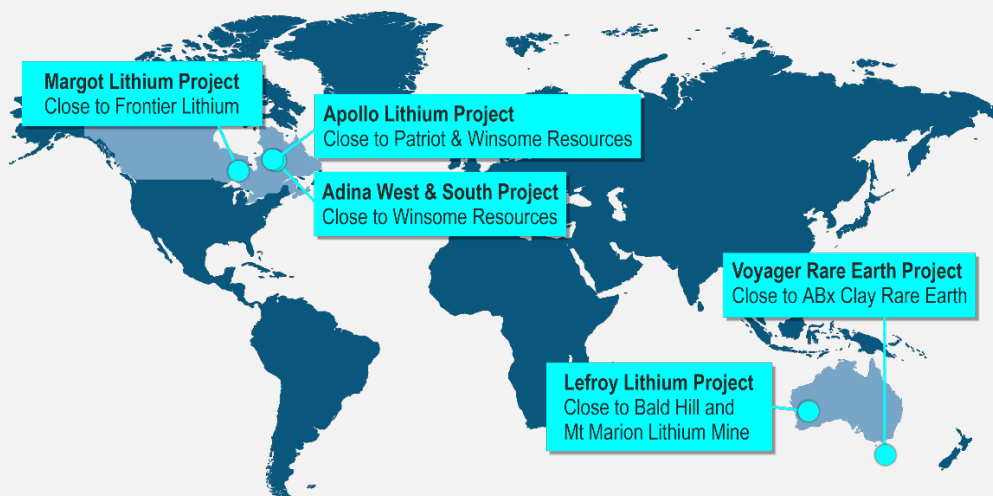 Margot Lithium Project
Close to Frontier Lithium
Apollo Lithium Project
Close to Patriot & Winsome Resources
Adina West & South Project
Close to Winsome Resources
Voyager Rare Earth Project
Close to ABx Clay Rare Earth
Lefroy Lithium Project
Close to Bald Hill and
Mt Marion Lithium Mine